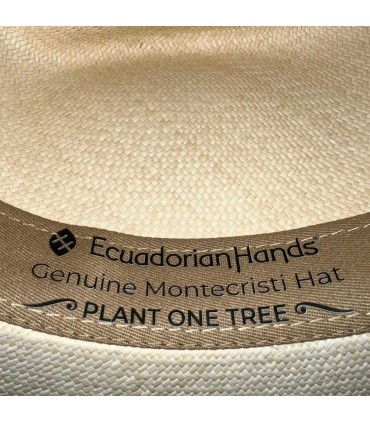 EcuadorianHands®
Genuine Montecristi Hat
PLANT ONE TREE